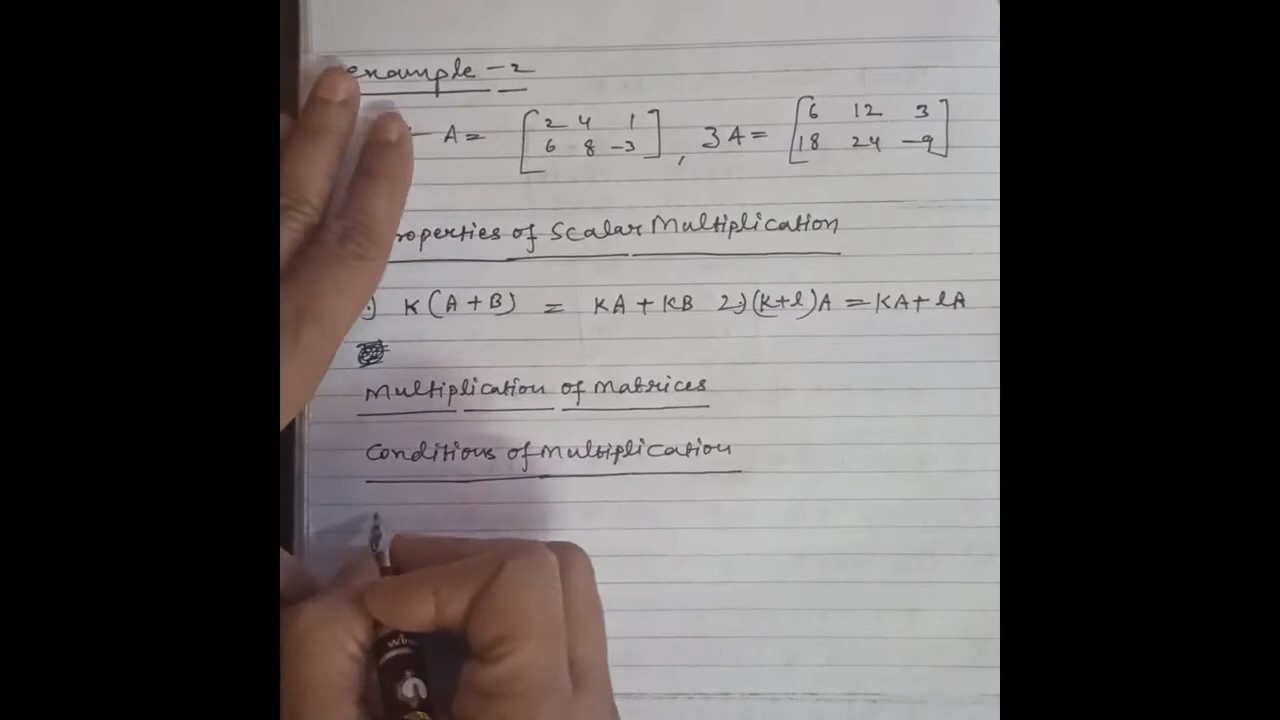 example - 2
A = [ 2 4 1 , 3A = [ 6 12 3
6 8 -3 ] 18 24 -9 ]
roperties of Scalar Multiplication
K(A+B) = KA + KB 2.) (K+l)A = KA + lA
Multiplication of Matrices
Conditions of Multiplication